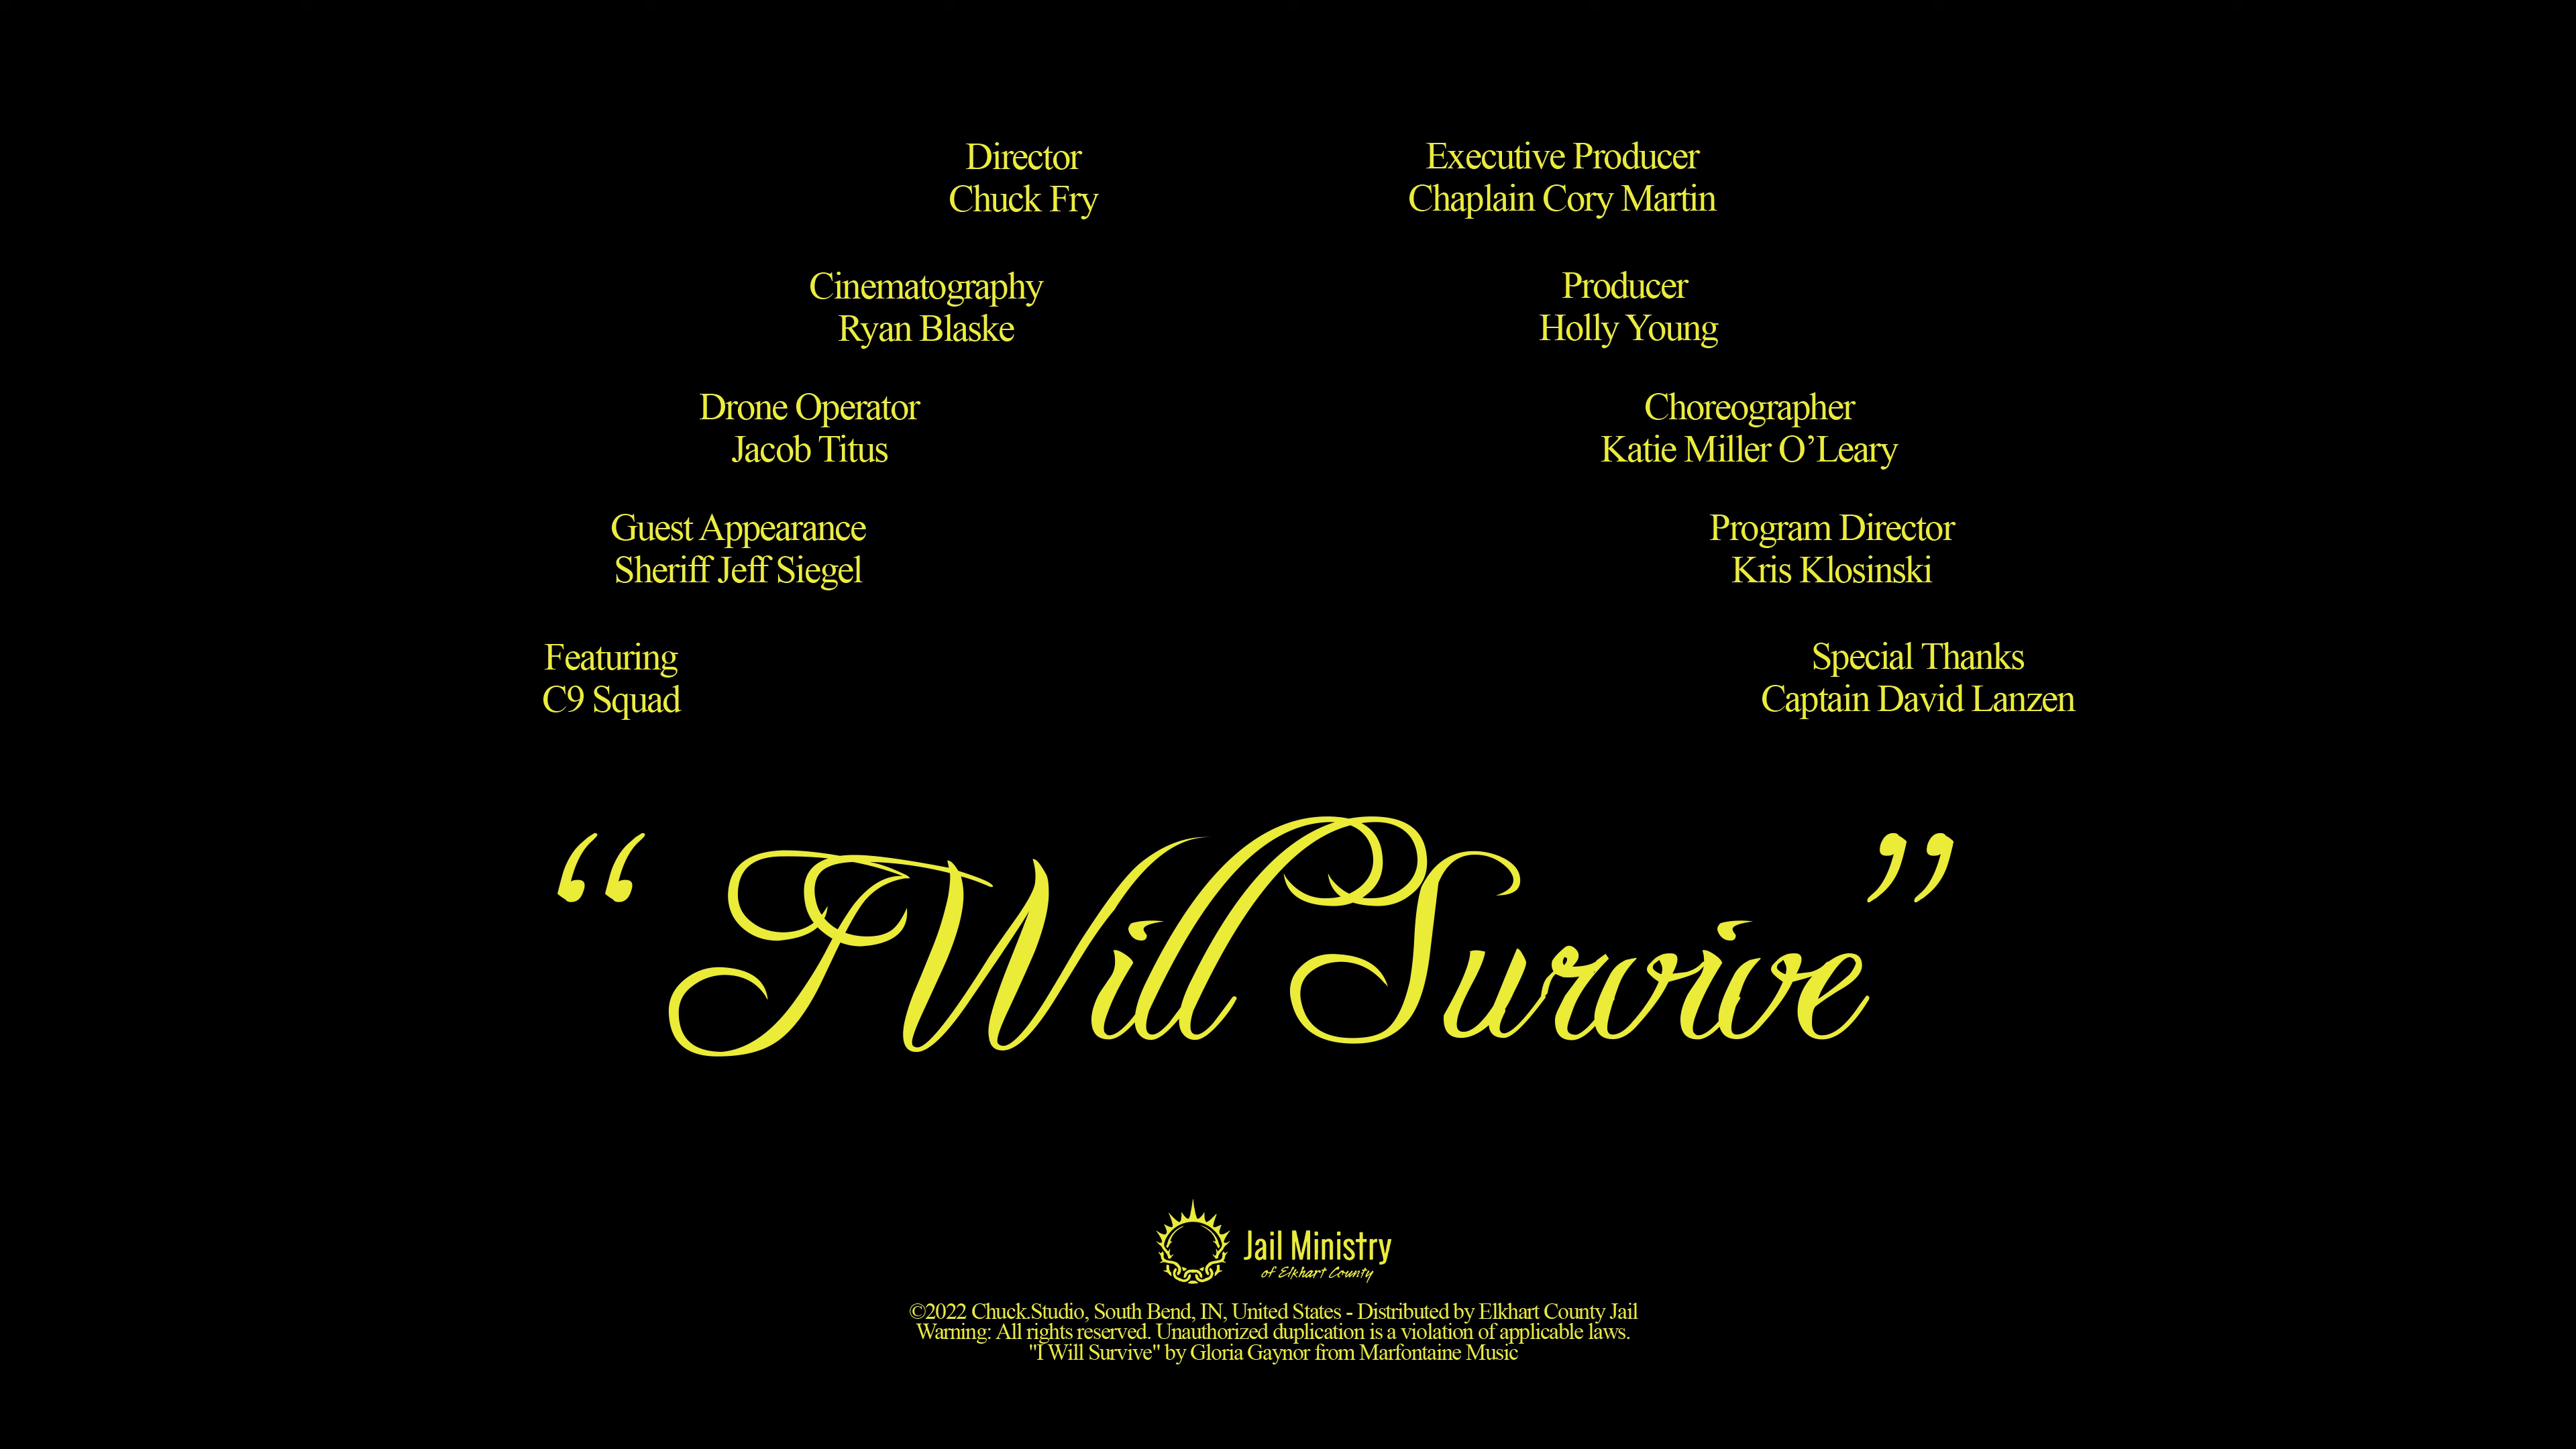 Director
Chuck Fry
Executive Producer
Chaplain Cory Martin
Cinematography
Ryan Blaske
Producer
Holly Young
Drone Operator
Jacob Titus
Choreographer
Katie Miller O’Leary
Guest Appearance
Sheriff Jeff Siegel
Program Director
Kris Klosinski
Featuring
C9 Squad
Special Thanks
Captain David Lanzen
“I Will Survive”
Jail Ministry
of Elkhart County
©2022 Chuck.Studio, South Bend, IN, United States - Distributed by Elkhart County Jail
Warning: All rights reserved. Unauthorized duplication is a violation of applicable laws.
"I Will Survive" by Gloria Gaynor from Marfontaine Music